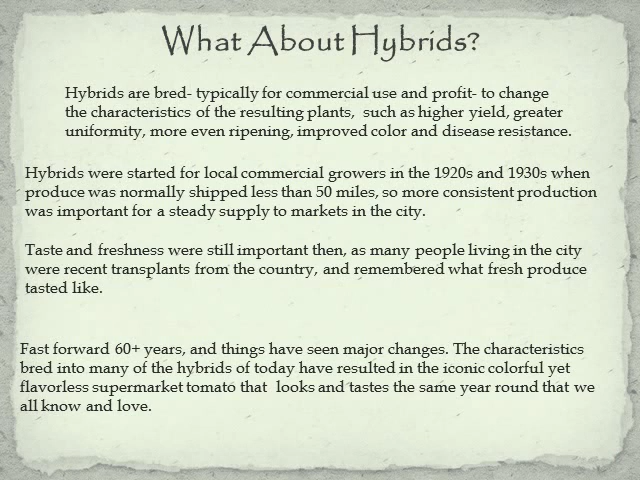 What About Hybrids?
Hybrids are bred- typically for commercial use and profit- to change
the characteristics of the resulting plants,  such as higher yield, greater
uniformity, more even ripening, improved color and disease resistance.
Hybrids were started for local commercial growers in the 1920s and 1930s when
produce was normally shipped less than 50 miles, so more consistent production
was important for a steady supply to markets in the city.
Taste and freshness were still important then, as many people living in the city
were recent transplants from the country, and remembered what fresh produce
tasted like.
Fast forward 60+ years, and things have seen major changes. The characteristics
bred into many of the hybrids of today have resulted in the iconic colorful yet
flavorless supermarket tomato that  looks and tastes the same year round that we
all know and love.